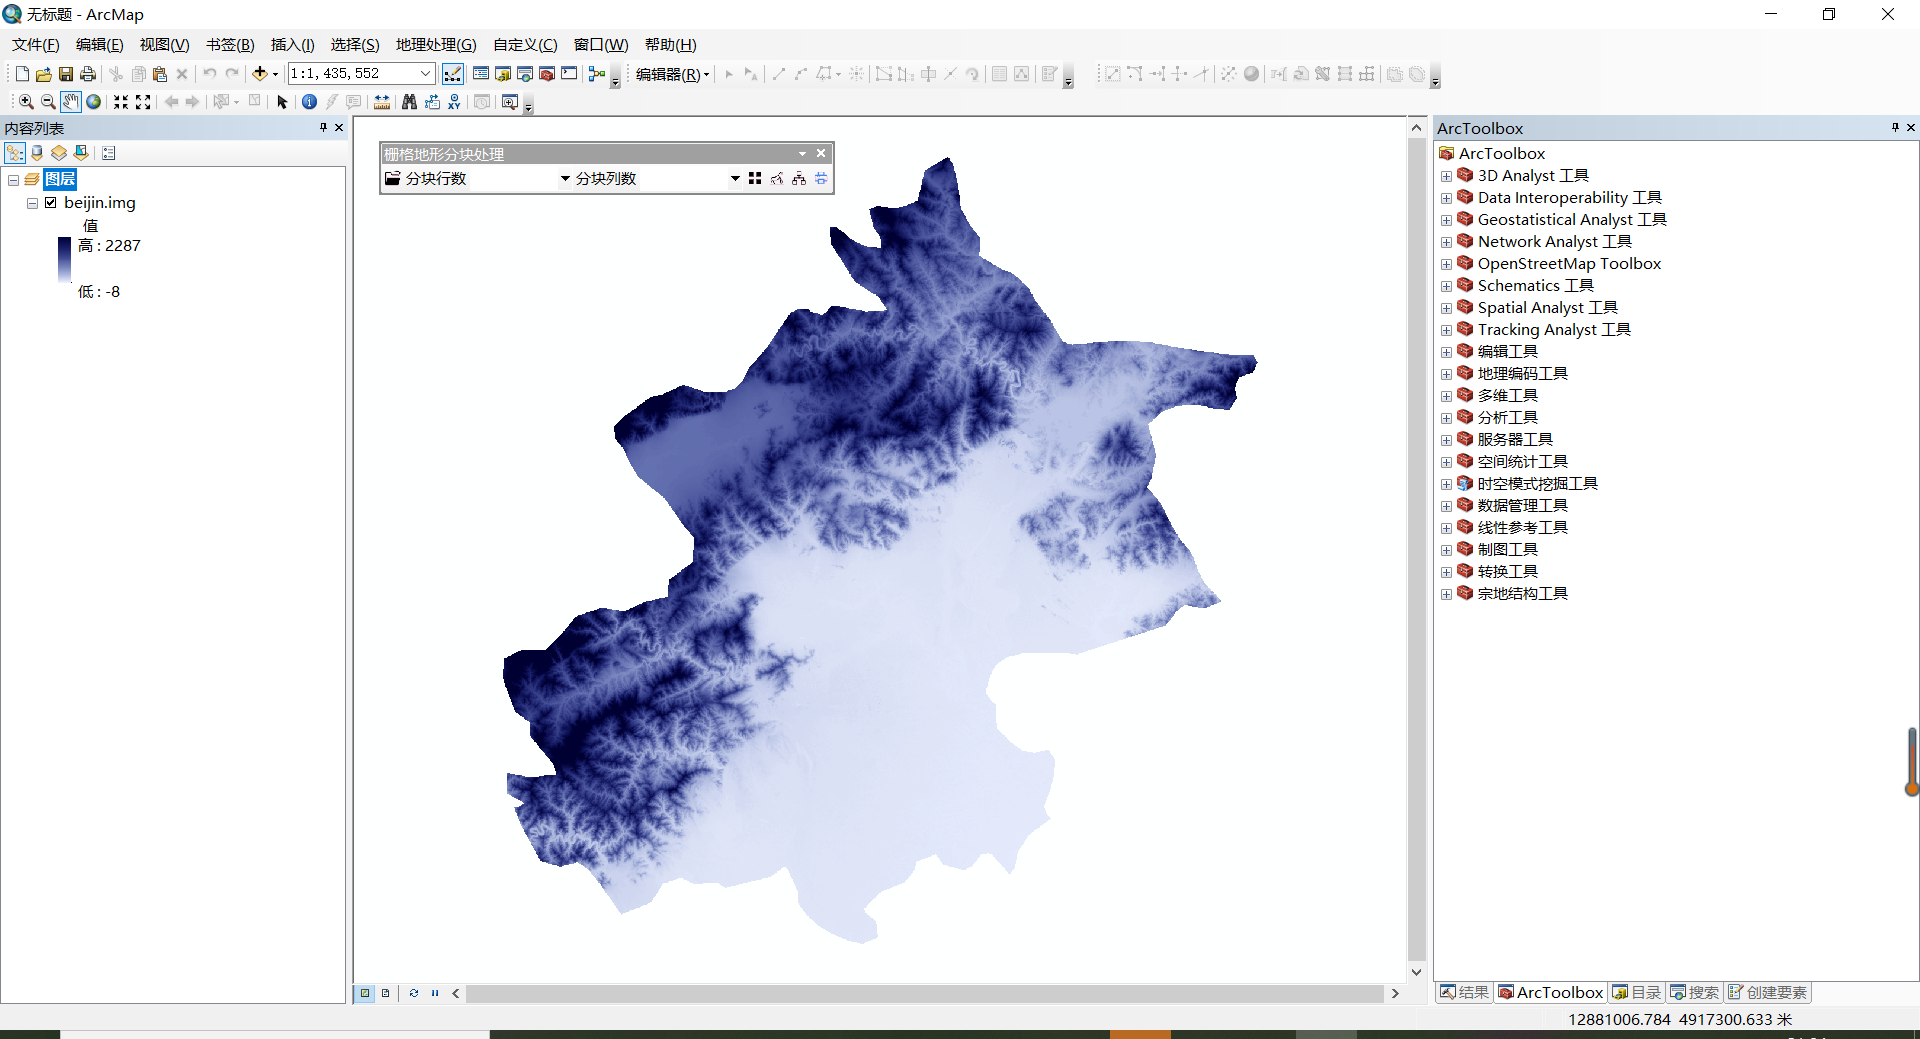 无标题 - ArcMap
文件(F) 编辑(E) 视图(V) 书签(B) 插入(I) 选择(S) 地理处理(G) 自定义(C) 窗口(W) 帮助(H)
1:1,435,552
编辑器(R)
内容列表
图层
beijin.img
值
高 : 2287
低 : -8
栅格地形分块处理
分块行数 分块列数
ArcToolbox
ArcToolbox
3D Analyst 工具
Data Interoperability 工具
Geostatistical Analyst 工具
Network Analyst 工具
OpenStreetMap Toolbox
Schematics 工具
Spatial Analyst 工具
Tracking Analyst 工具
编辑工具
地理编码工具
多维工具
分析工具
服务器工具
空间统计工具
时空模式挖掘工具
数据管理工具
线性参考工具
制图工具
转换工具
宗地结构工具
结果 ArcToolbox 目录 搜索 创建要素
12881006.784 4917300.633 米